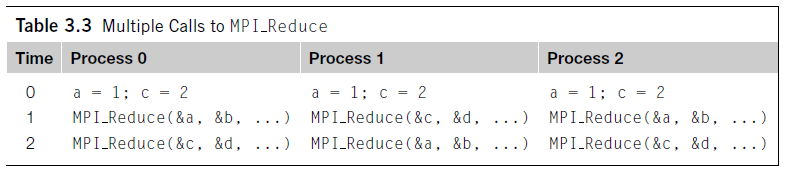 Table 3.3 Multiple Calls to MPI_Reduce
Time Process 0 Process 1 Process 2
0 a = 1; c = 2 a = 1; c = 2 a = 1; c = 2
1 MPI_Reduce(&a, &b, ...) MPI_Reduce(&c, &d, ...) MPI_Reduce(&a, &b, ...)
2 MPI_Reduce(&c, &d, ...) MPI_Reduce(&a, &b, ...) MPI_Reduce(&c, &d, ...)